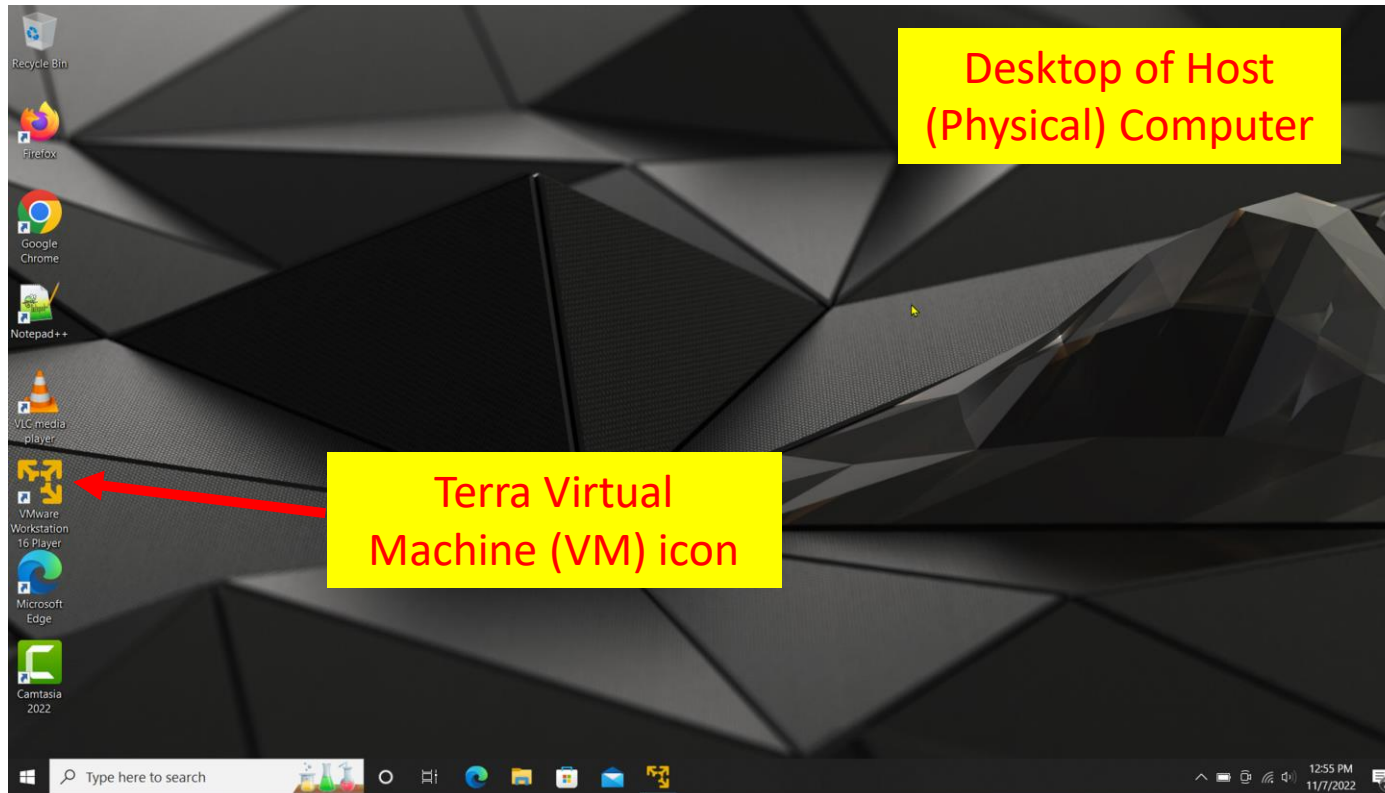 Recycle Bin
Firefox
Google
Chrome
Notepad++
VLC media
player
VMware
Workstation
16 Player
Microsoft
Edge
Camtasia
2022
Desktop of Host
(Physical) Computer
Terra Virtual
Machine (VM) icon
Type here to search
12:55 PM
11/7/2022